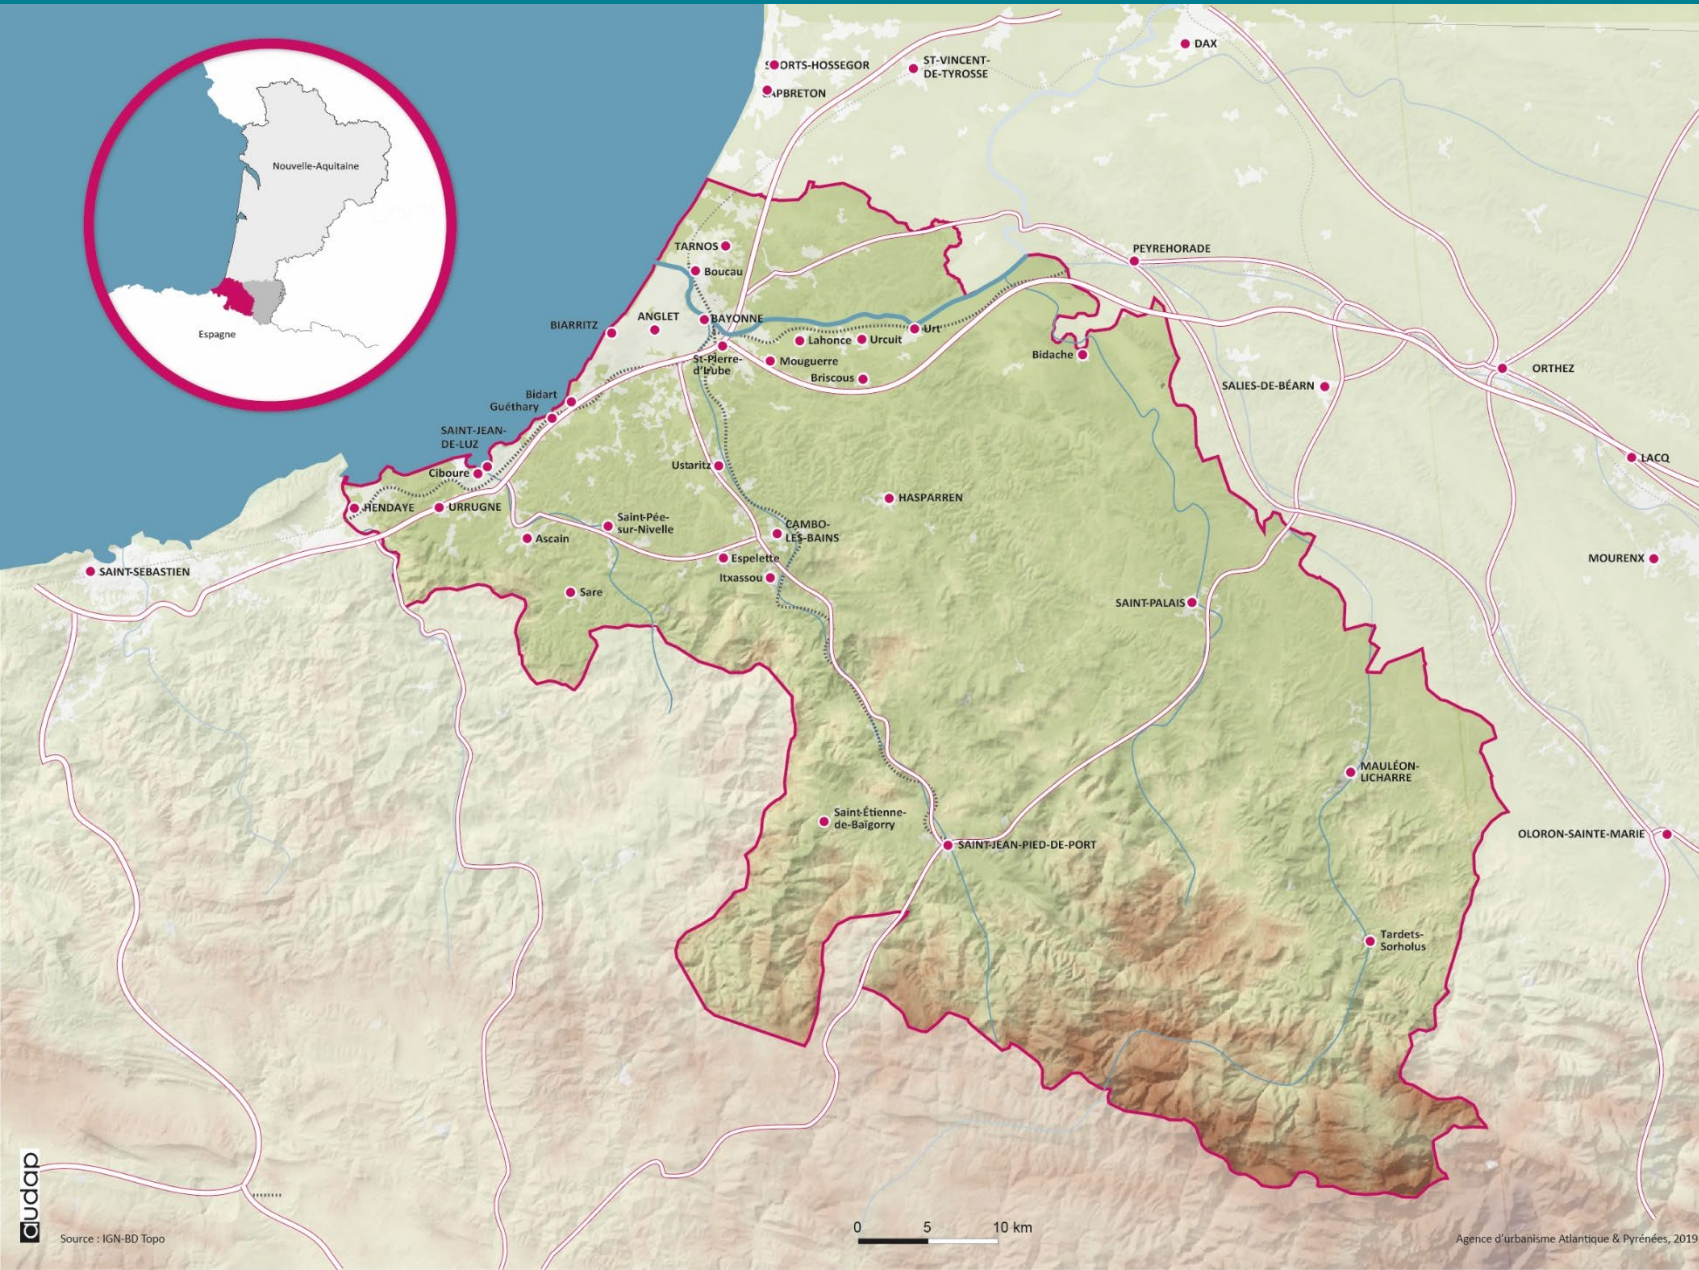 Nouvelle-Aquitaine
Espagne
DAX
ORTS-HOSSEGOR
ST-VINCENT-
DE-TYROSSE
APBRETON
TARNOS
Boucau
PEYREHORADE
BIARRITZ
ANGLET
BAYONNE
Urt
Lahonce
Urcuit
St-Pierre-
d'Irube
Mouguerre
Briscous
Bidache
ORTHEZ
SALIES-DE-BÉARN
Bidart
Guéthary
SAINT-JEAN-
DE-LUZ
Ciboure
Ustaritz
LACQ
HENDAYE
URRUGNE
HASPARREN
Saint-Pée-
sur-Nivelle
Ascain
CAMBO-
LES-BAINS
Espelette
Itxassou
MOURENX
SAINT-SEBASTIEN
Sare
SAINT-PALAIS
MAULÉON-
LICHARRE
Saint-Étienne-
de-Baïgorry
SAINT-JEAN-PIED-DE-PORT
OLORON-SAINTE-MARIE
Tardets-
Sorholus
audap
Source : IGN-BD Topo
0 5 10 km
Agence d'urbanisme Atlantique & Pyrénées, 2019